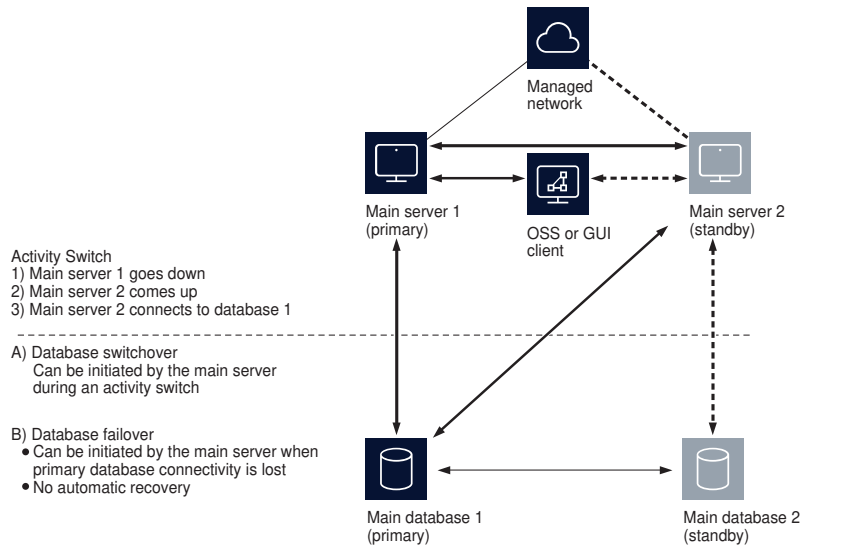 Managed
network
Main server 1
(primary)
OSS or GUI
client
Main server 2
(standby)
Activity Switch
1) Main server 1 goes down
2) Main server 2 comes up
3) Main server 2 connects to database 1
A) Database switchover
Can be initiated by the main server
during an activity switch
B) Database failover
• Can be initiated by the main server when
primary database connectivity is lost
• No automatic recovery
Main database 1
(primary)
Main database 2
(standby)